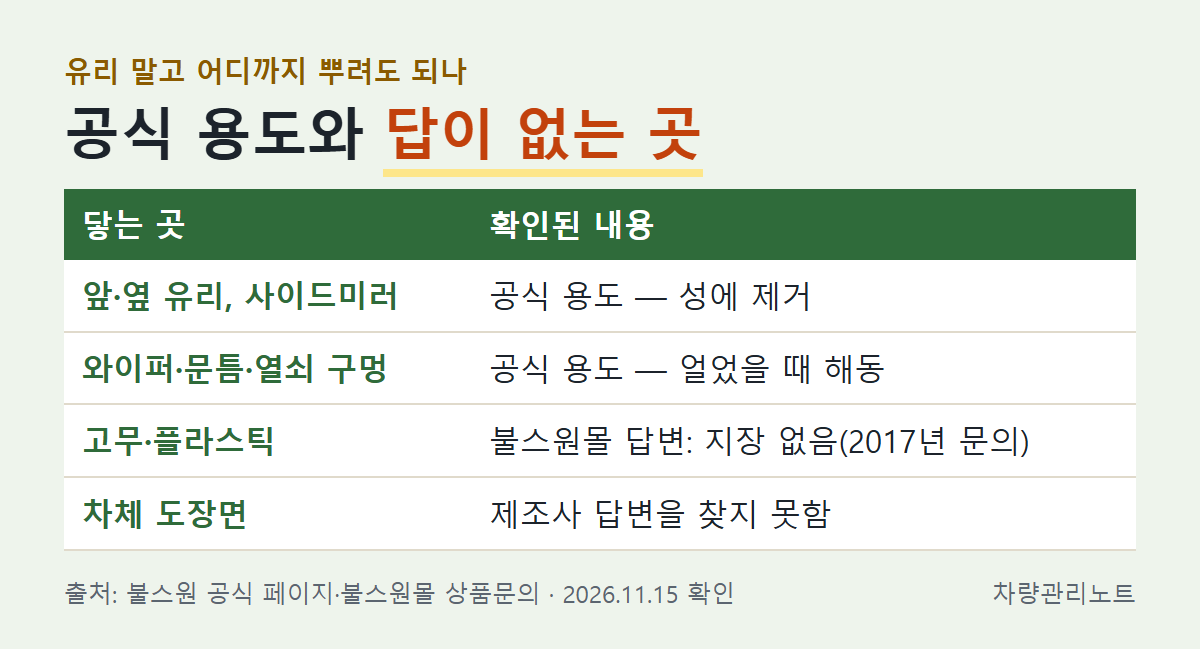 유리 말고 어디까지 뿌려도 되나
공식 용도와 답이 없는 곳
닿는 곳 확인된 내용
앞·옆 유리, 사이드미러 공식 용도 — 성에 제거
와이퍼·문틈·열쇠 구멍 공식 용도 — 얼었을 때 해동
고무·플라스틱 불스원몰 답변: 지장 없음(2017년 문의)
차체 도장면 제조사 답변을 찾지 못함
출처: 불스원 공식 페이지·불스원몰 상품문의 · 2026.11.15 확인 차량관리노트